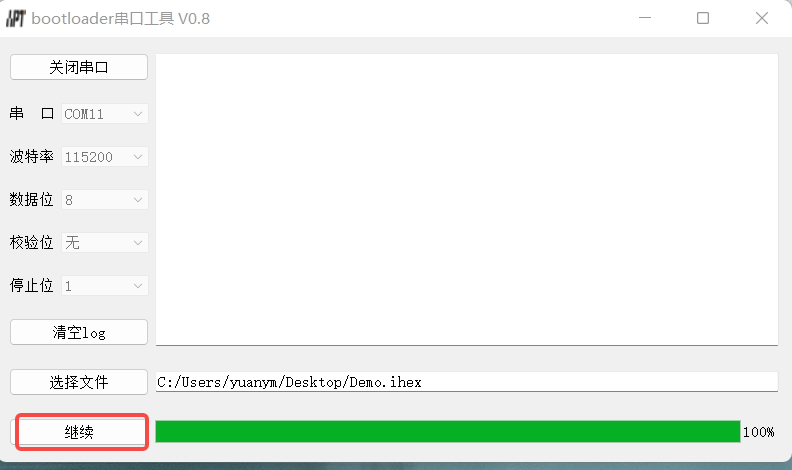 APT bootloader串口工具 V0.8
关闭串口
串 口 COM11
波特率 115200
数据位 8
校验位 无
停止位 1
清空log
选择文件 C:/Users/yuanym/Desktop/Demo.ihex
继续 100%